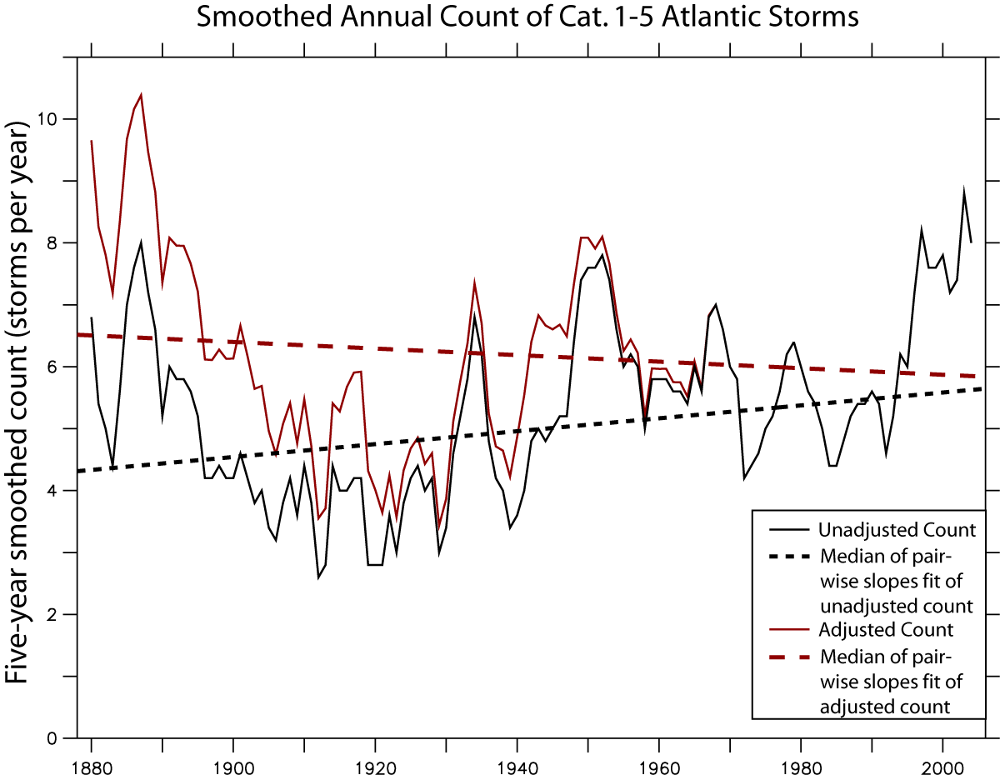 Smoothed Annual Count of Cat. 1-5 Atlantic Storms
Five-year smoothed count (storms per year)
10
8
6
4
2
0
1880
1900
1920
1940
1960
1980
2000
Unadjusted Count
Median of pair-
wise slopes fit of
unadjusted count
Adjusted Count
Median of pair-
wise slopes fit of
adjusted count